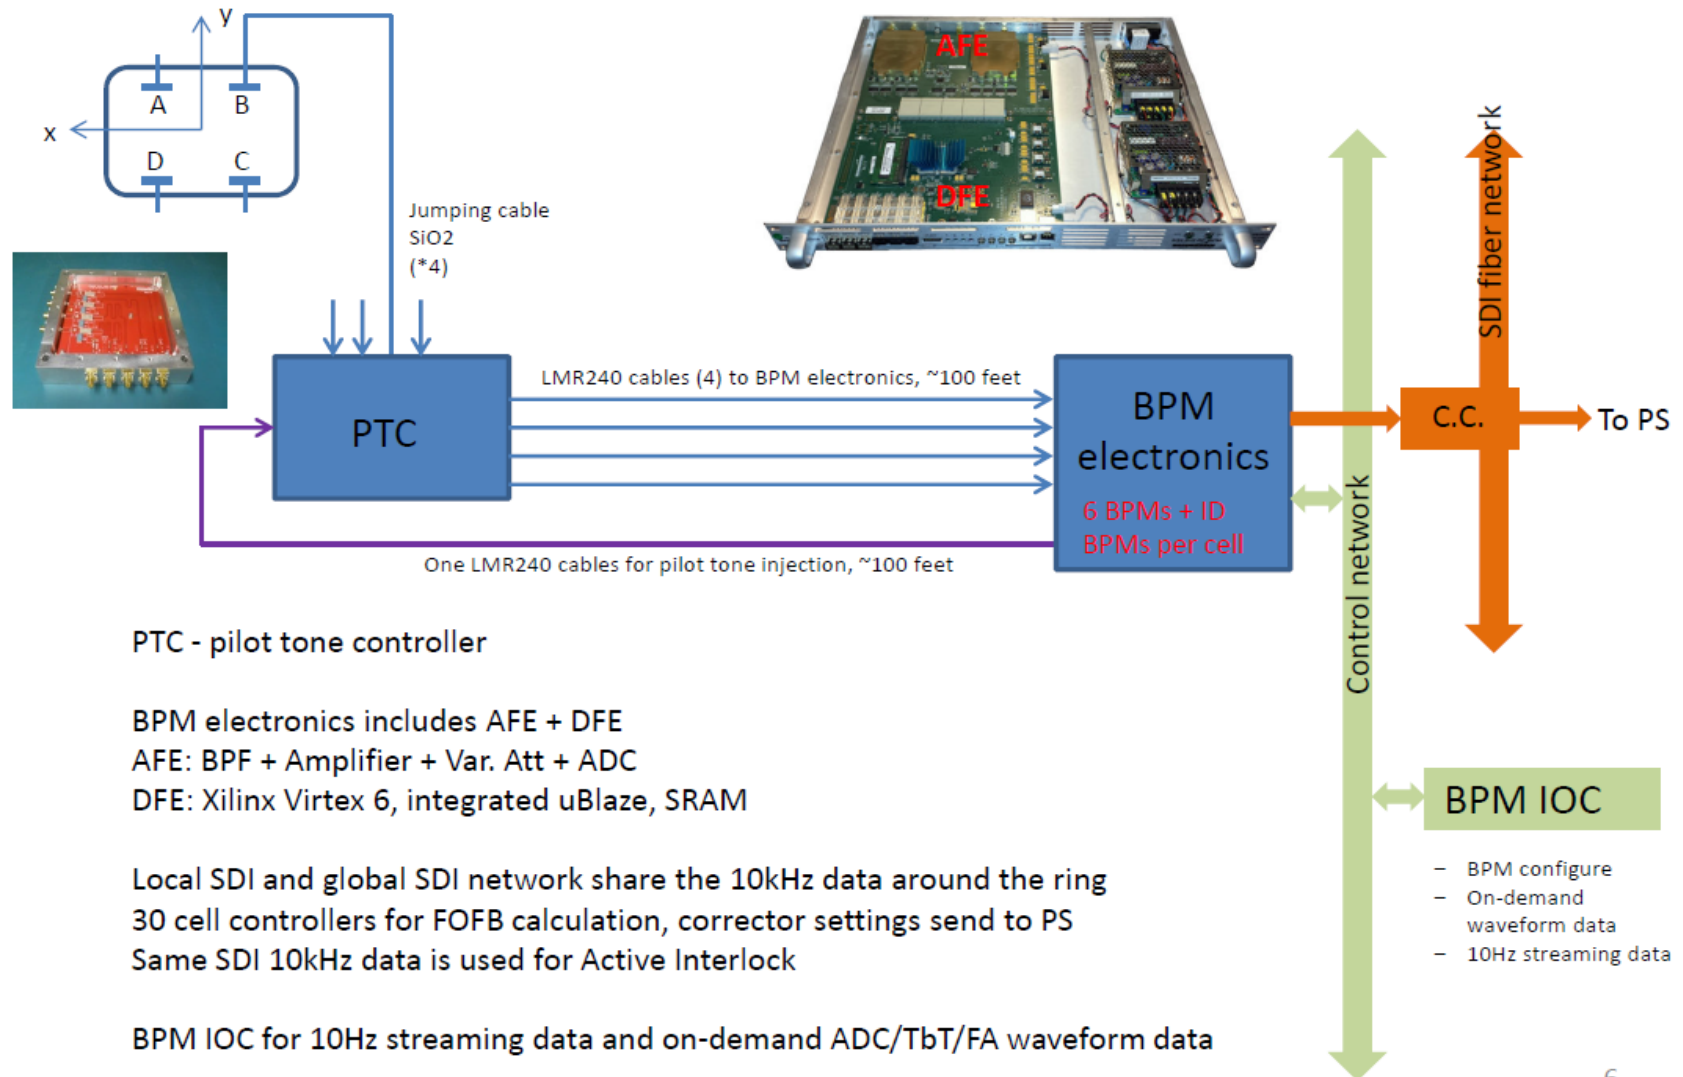 y
x
A
B
D
C
AFE
DFE
Jumping cable
SiO2
(*4)
PTC
LMR240 cables (4) to BPM electronics, ~100 feet
One LMR240 cables for pilot tone injection, ~100 feet
BPM
electronics
6 BPMs + ID
BPMs per cell
C.C.
To PS
SDI fiber network
Control network
BPM IOC
– BPM configure
– On-demand
waveform data
– 10Hz streaming data
PTC - pilot tone controller
BPM electronics includes AFE + DFE
AFE: BPF + Amplifier + Var. Att + ADC
DFE: Xilinx Virtex 6, integrated uBlaze, SRAM
Local SDI and global SDI network share the 10kHz data around the ring
30 cell controllers for FOFB calculation, corrector settings send to PS
Same SDI 10kHz data is used for Active Interlock
BPM IOC for 10Hz streaming data and on-demand ADC/TbT/FA waveform data